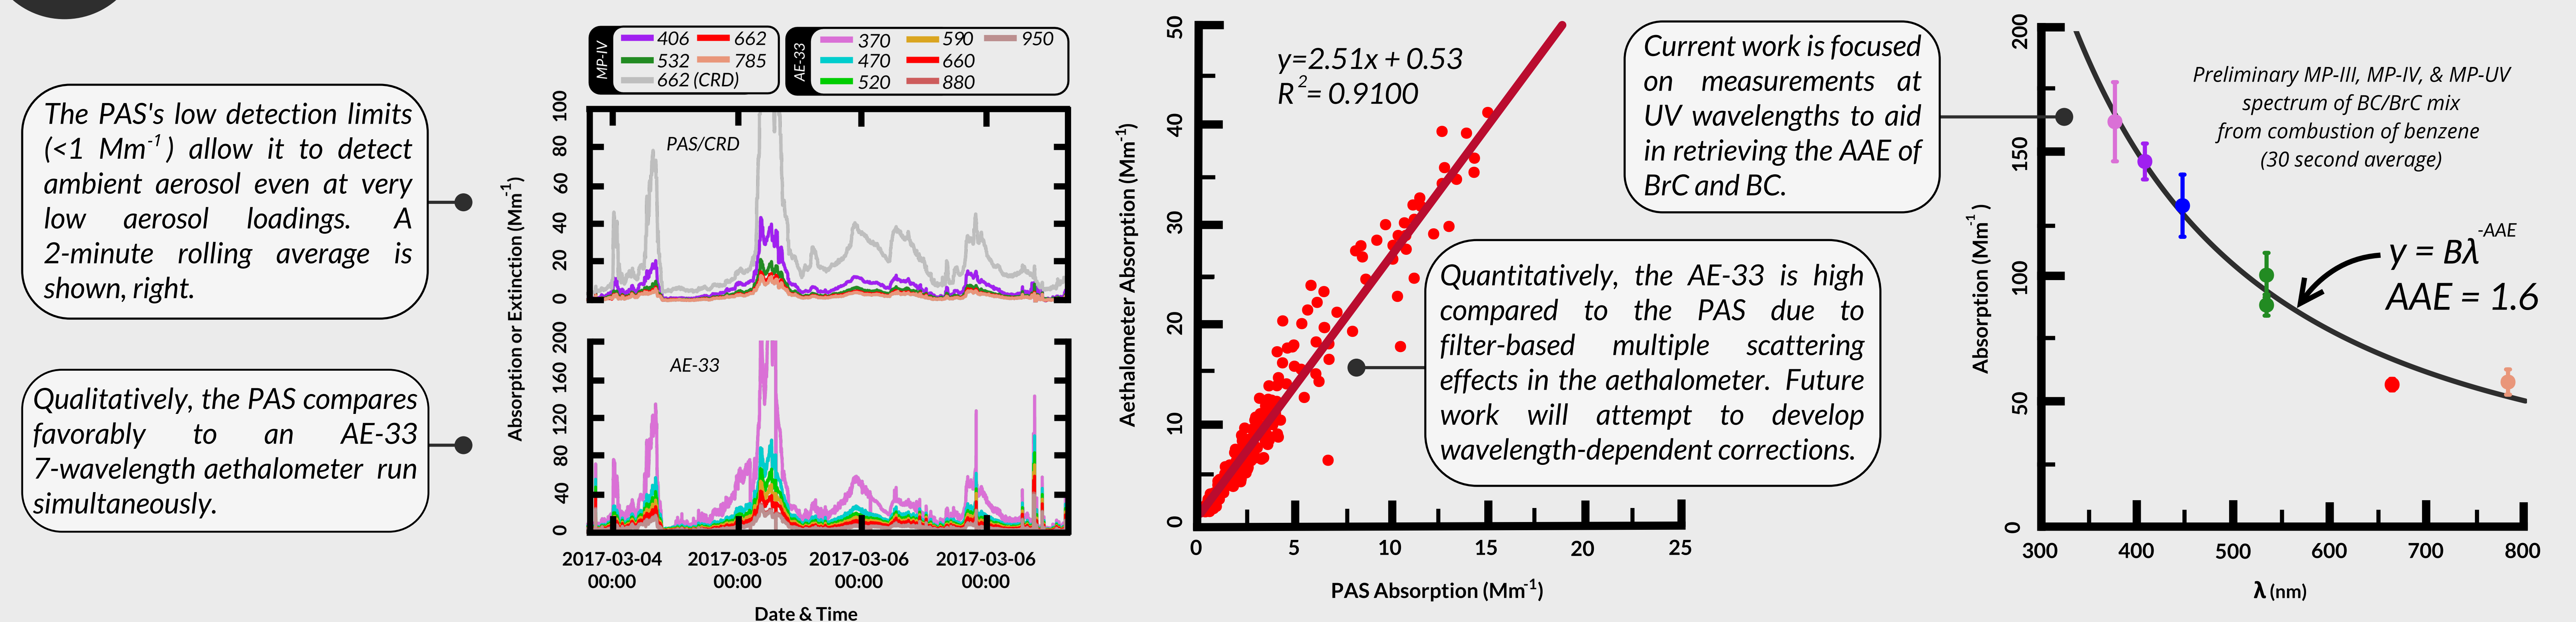 The PAS's low detection limits
(<1 Mm-1) allow it to detect
ambient aerosol even at very
low aerosol loadings. A
2-minute rolling average is
shown, right.
Qualitatively, the PAS compares
favorably to an AE-33
7-wavelength aethalometer run
simultaneously.
MP-IV
406 662
532 785
662 (CRD)
AE-33
370 590 950
470 660
520 880
Absorption or Extinction (Mm-1)
100
80
60
40
20
0
PAS/CRD
200
160
120
80
40
0
AE-33
2017-03-04 2017-03-05 2017-03-06 2017-03-06
00:00 00:00 00:00 00:00
Date & Time
Aethalometer Absorption (Mm-1)
50
40
30
20
10
0
y=2.51x + 0.53
R2= 0.9100
0 5 10 15 20 25
PAS Absorption (Mm-1)
Current work is focused
on measurements at
UV wavelengths to aid
in retrieving the AAE of
BrC and BC.
Quantitatively, the AE-33 is high
compared to the PAS due to
filter-based multiple scattering
effects in the aethalometer. Future
work will attempt to develop
wavelength-dependent corrections.
Absorption (Mm-1)
200
150
100
50
0
Preliminary MP-III, MP-IV, & MP-UV
spectrum of BC/BrC mix
from combustion of benzene
(30 second average)
y = Bλ-AAE
AAE = 1.6
300 400 500 600 700 800
λ (nm)